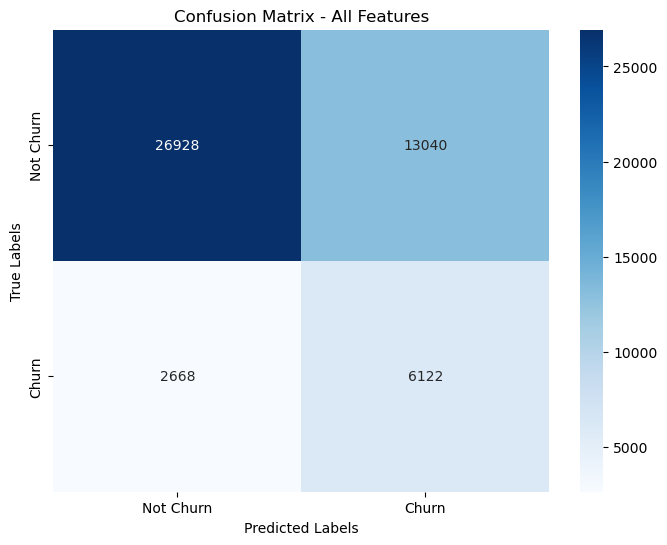 Confusion Matrix - All Features
True Labels
Not Churn
26928
13040
Churn
2668
6122
Not Churn
Churn
Predicted Labels
25000
20000
15000
10000
5000